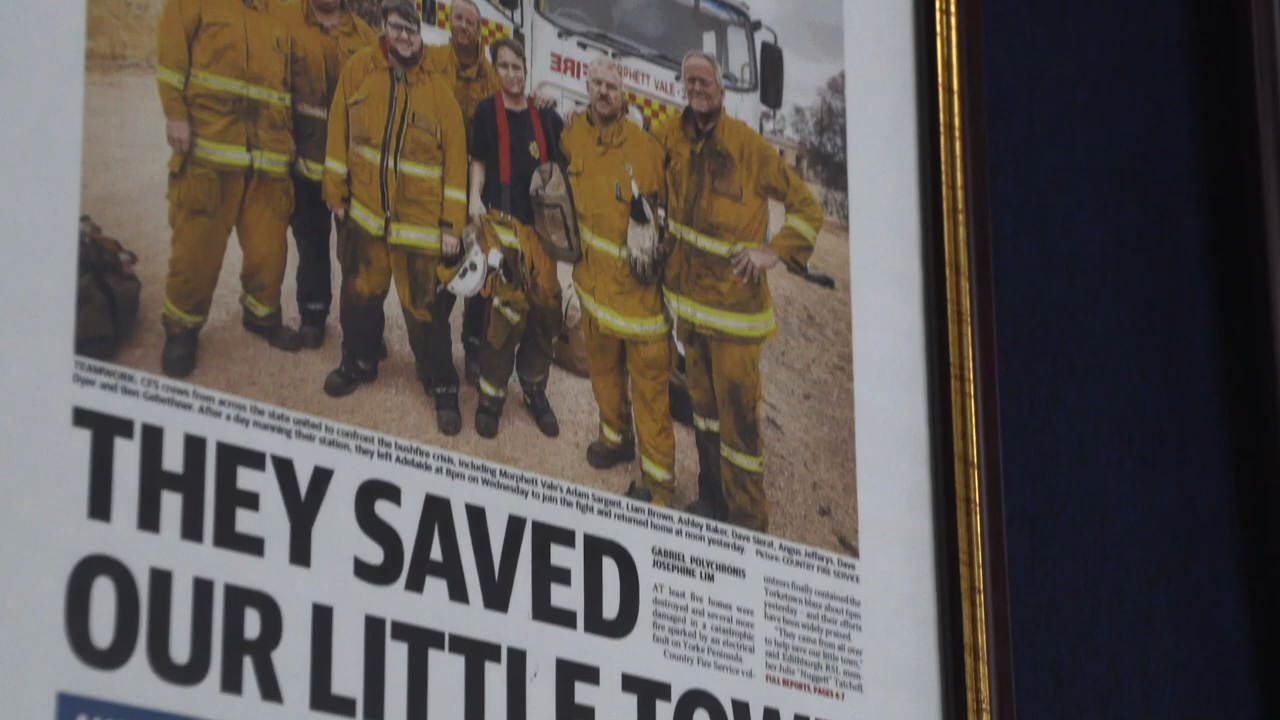 FIRE
MORPHETT VALE
TEAMWORK: CFS crews from across the state united to confront the bushfire crisis, including Morphett Vale's Adam Sargent, Liam Brown, Ashley Baker, Dave Sierat, Angus Jefferys, Dave
Dyer and Ben Gebethner. After a day manning their station, they left Adelaide at 8pm on Wednesday to join the fight and returned home at noon yesterday. Picture: COUNTRY FIRE SERVICE
THEY SAVED
OUR LITTLE TOWN
GABRIEL POLYCHRONIS
JOSEPHINE LIM
AT least five homes were
destroyed and several more
damaged in a catastrophic
fire sparked by an electrical
fault on Yorke Peninsula.
Country Fire Service vol-
unteers finally contained the
Yorketown blaze about 6pm
yesterday – and their efforts
have been widely praised.
"They came from all over
to help save our little town,"
said Edithburgh RSL mem-
ber Julie "Nuggett" Tatchell.
FULL REPORTS, PAGES 4-7